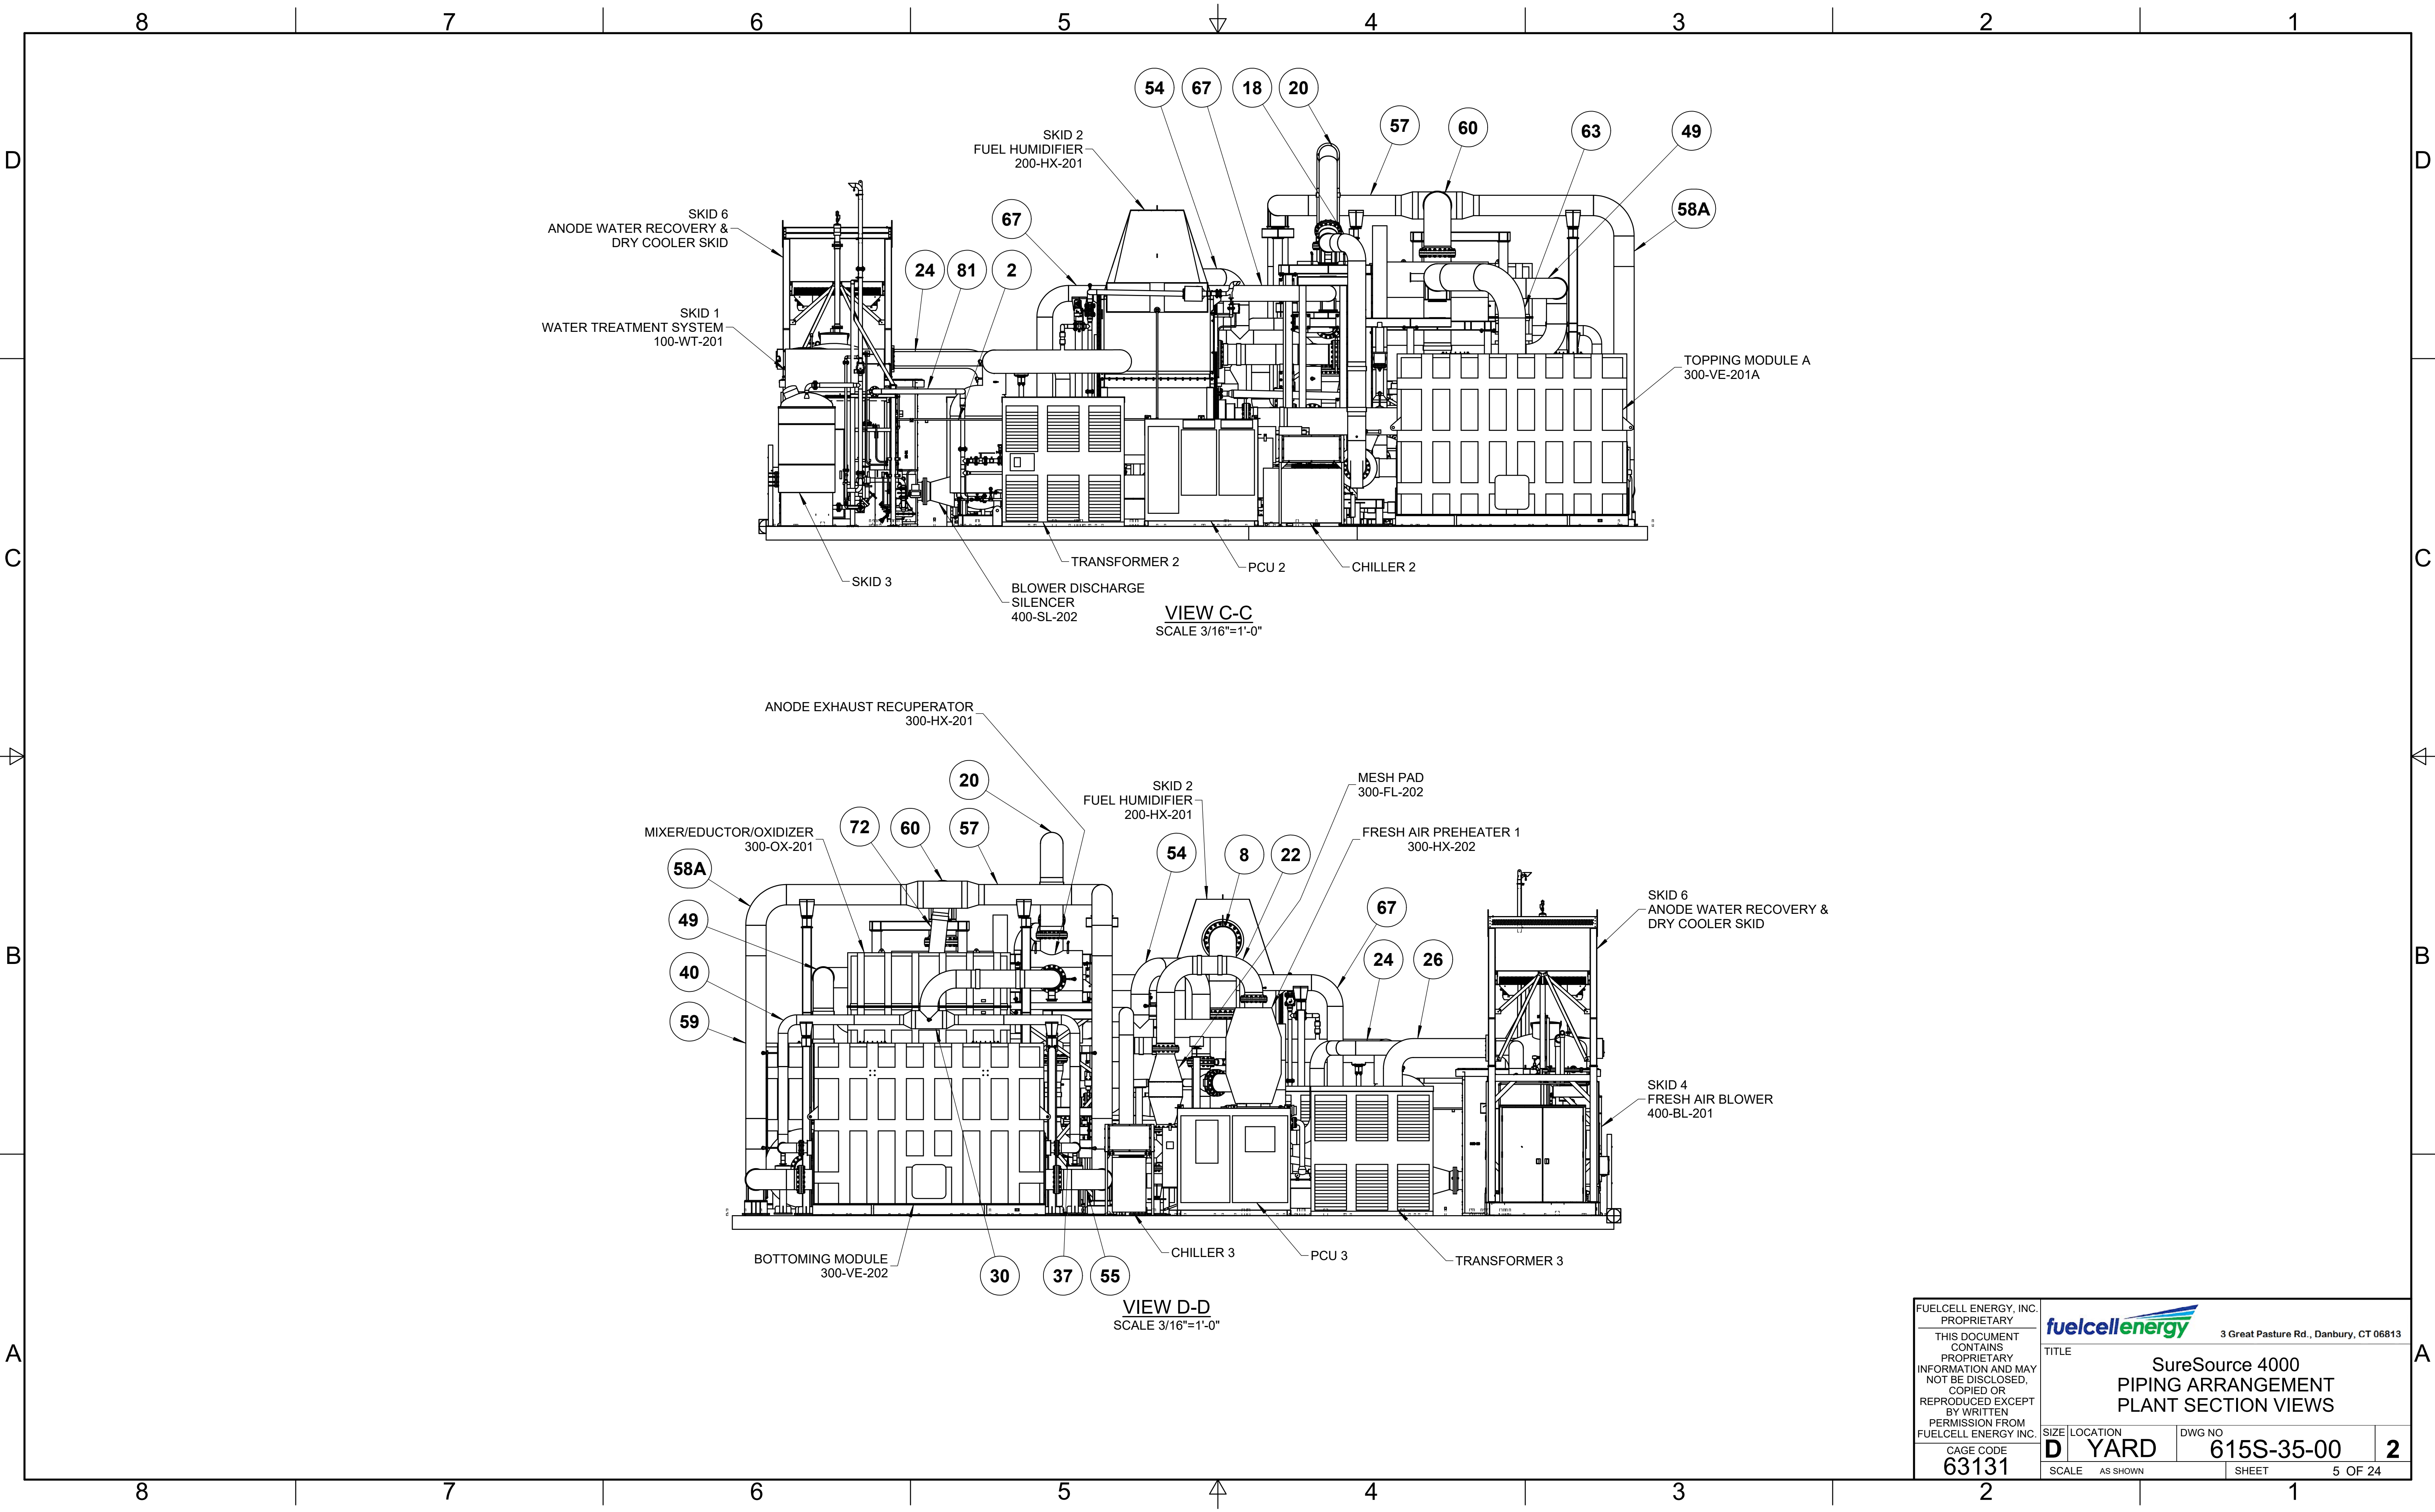 8 7 6 5 4 3 2 1
D
D
54 67 18 20
57 60 63 49
SKID 2
FUEL HUMIDIFIER
200-HX-201
58A
SKID 6
ANODE WATER RECOVERY &
DRY COOLER SKID
67
24 81 2
SKID 1
WATER TREATMENT SYSTEM
100-WT-201
TOPPING MODULE A
300-VE-201A
C
C
TRANSFORMER 2
PCU 2
CHILLER 2
SKID 3
BLOWER DISCHARGE
SILENCER
400-SL-202
VIEW C-C
SCALE 3/16"=1'-0"
ANODE EXHAUST RECUPERATOR
300-HX-201
20
SKID 2
FUEL HUMIDIFIER
200-HX-201
MESH PAD
300-FL-202
MIXER/EDUCTOR/OXIDIZER
300-OX-201
72 60 57
54 8 22
FRESH AIR PREHEATER 1
300-HX-202
58A
49
67
SKID 6
ANODE WATER RECOVERY &
DRY COOLER SKID
B
B
40
24 26
59
SKID 4
FRESH AIR BLOWER
400-BL-201
BOTTOMING MODULE
300-VE-202
30 37 55
CHILLER 3
PCU 3
TRANSFORMER 3
VIEW D-D
SCALE 3/16"=1'-0"
A
A
FUELCELL ENERGY, INC.
PROPRIETARY
THIS DOCUMENT
CONTAINS
PROPRIETARY
INFORMATION AND MAY
NOT BE DISCLOSED,
COPIED OR
REPRODUCED EXCEPT
BY WRITTEN
PERMISSION FROM
FUELCELL ENERGY INC.
CAGE CODE
63131
fuelcellenergy
3 Great Pasture Rd., Danbury, CT 06813
TITLE
SureSource 4000
PIPING ARRANGEMENT
PLANT SECTION VIEWS
SIZE LOCATION DWG NO
D YARD 615S-35-00 2
SCALE AS SHOWN SHEET 5 OF 24
8 7 6 5 4 3 2 1